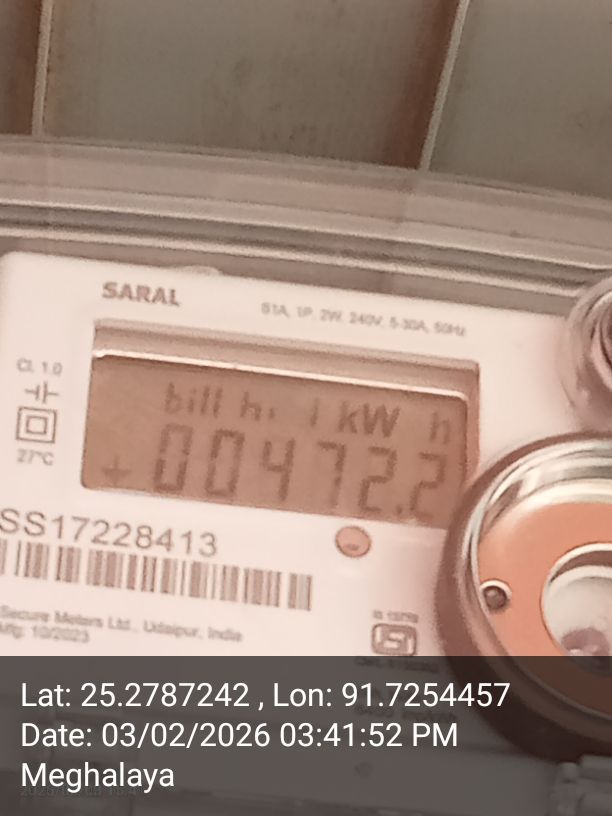 SARAL
51A, 1P, 2W, 240V, 5-30A, 50Hz
Cl. 1.0
27°C
bill hi 1 kW h
+ 00472.2
SS17228413
Secure Meters Ltd., Udaipur, India
Mfg. 10/2023
Lat: 25.2787242 , Lon: 91.7254457
Date: 03/02/2026 03:41:52 PM
Meghalaya